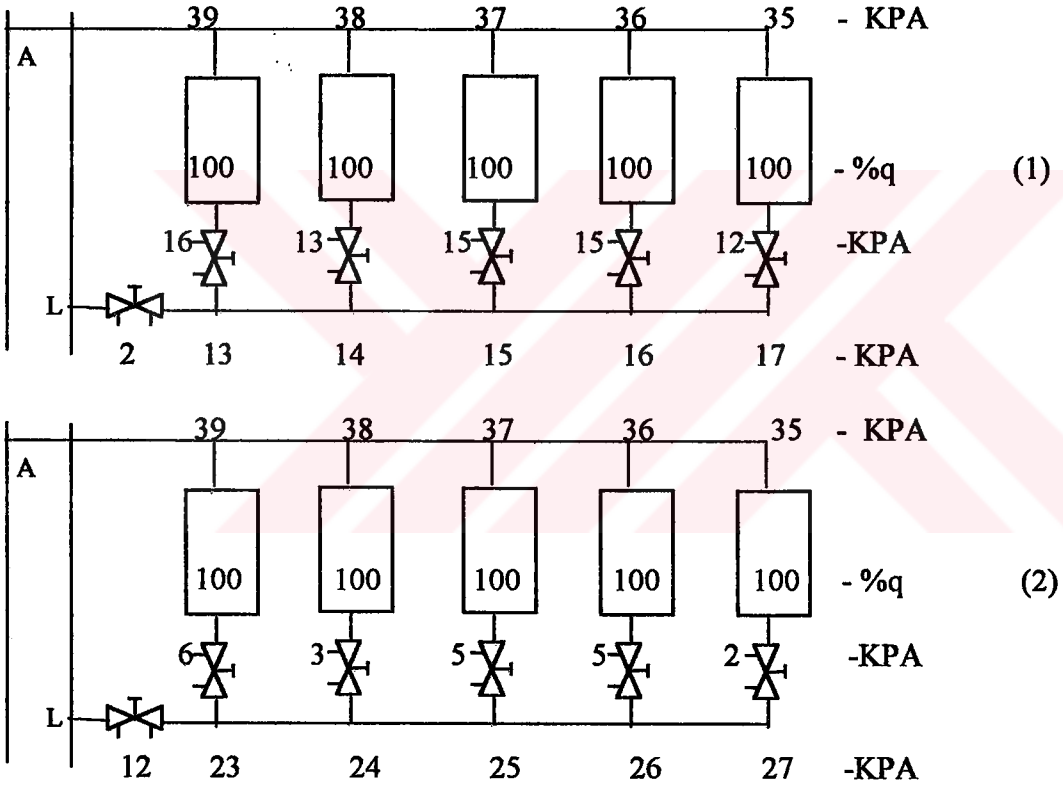 39 38 37 36 35 - KPA
A
100 100 100 100 100 - %q (1)
16 13 15 15 12 -KPA
L
2 13 14 15 16 17 - KPA
39 38 37 36 35 - KPA
A
100 100 100 100 100 - %q (2)
6 3 5 5 2 -KPA
L
12 23 24 25 26 27 -KPA